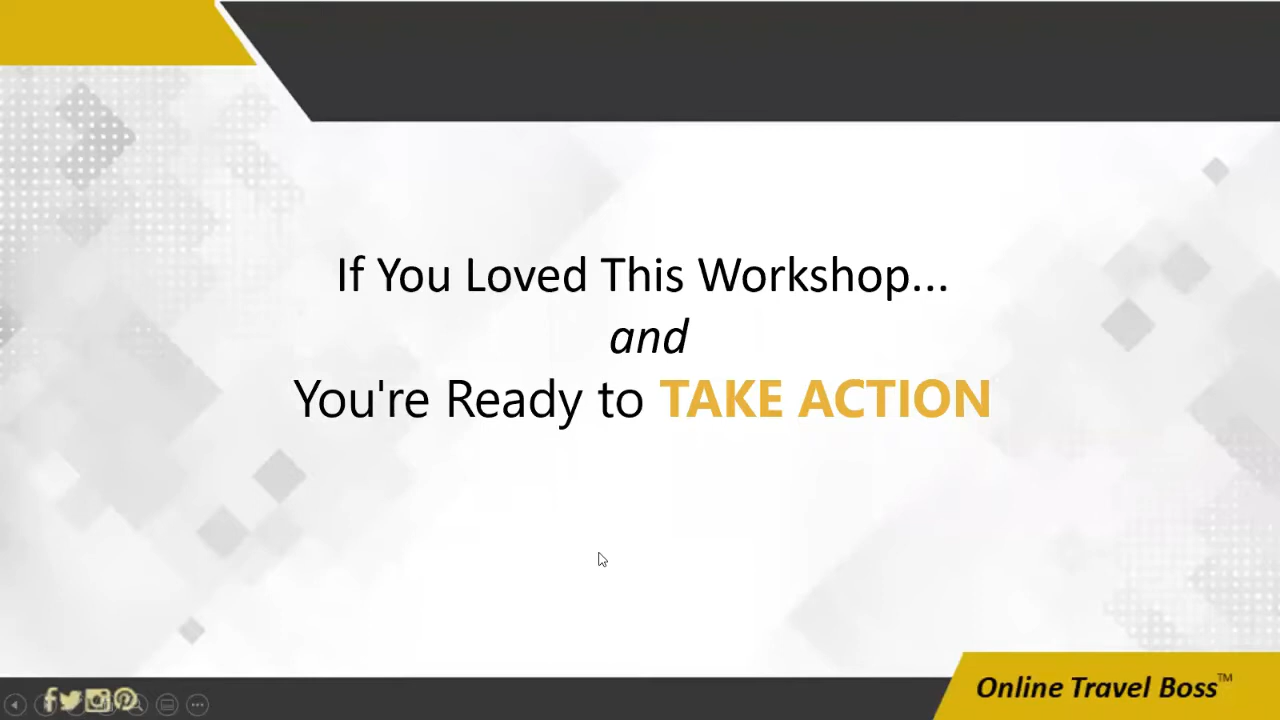 If You Loved This Workshop...
and
You're Ready to TAKE ACTION
Online Travel Boss™